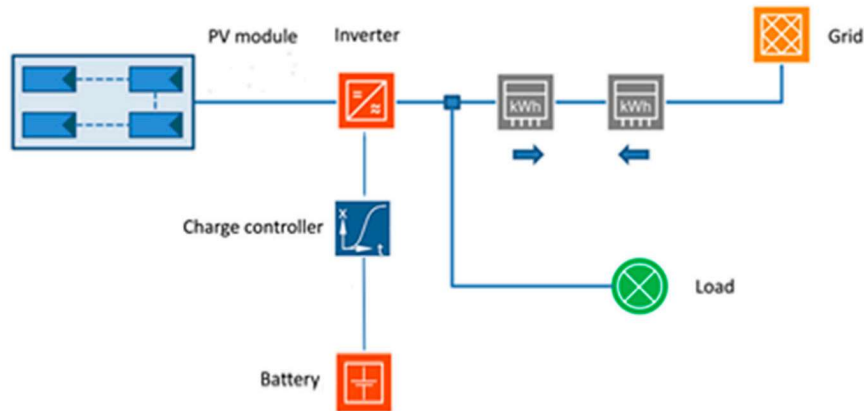 PV module
Inverter
Grid
kWh
kWh
Charge controller
x
t
Load
Battery